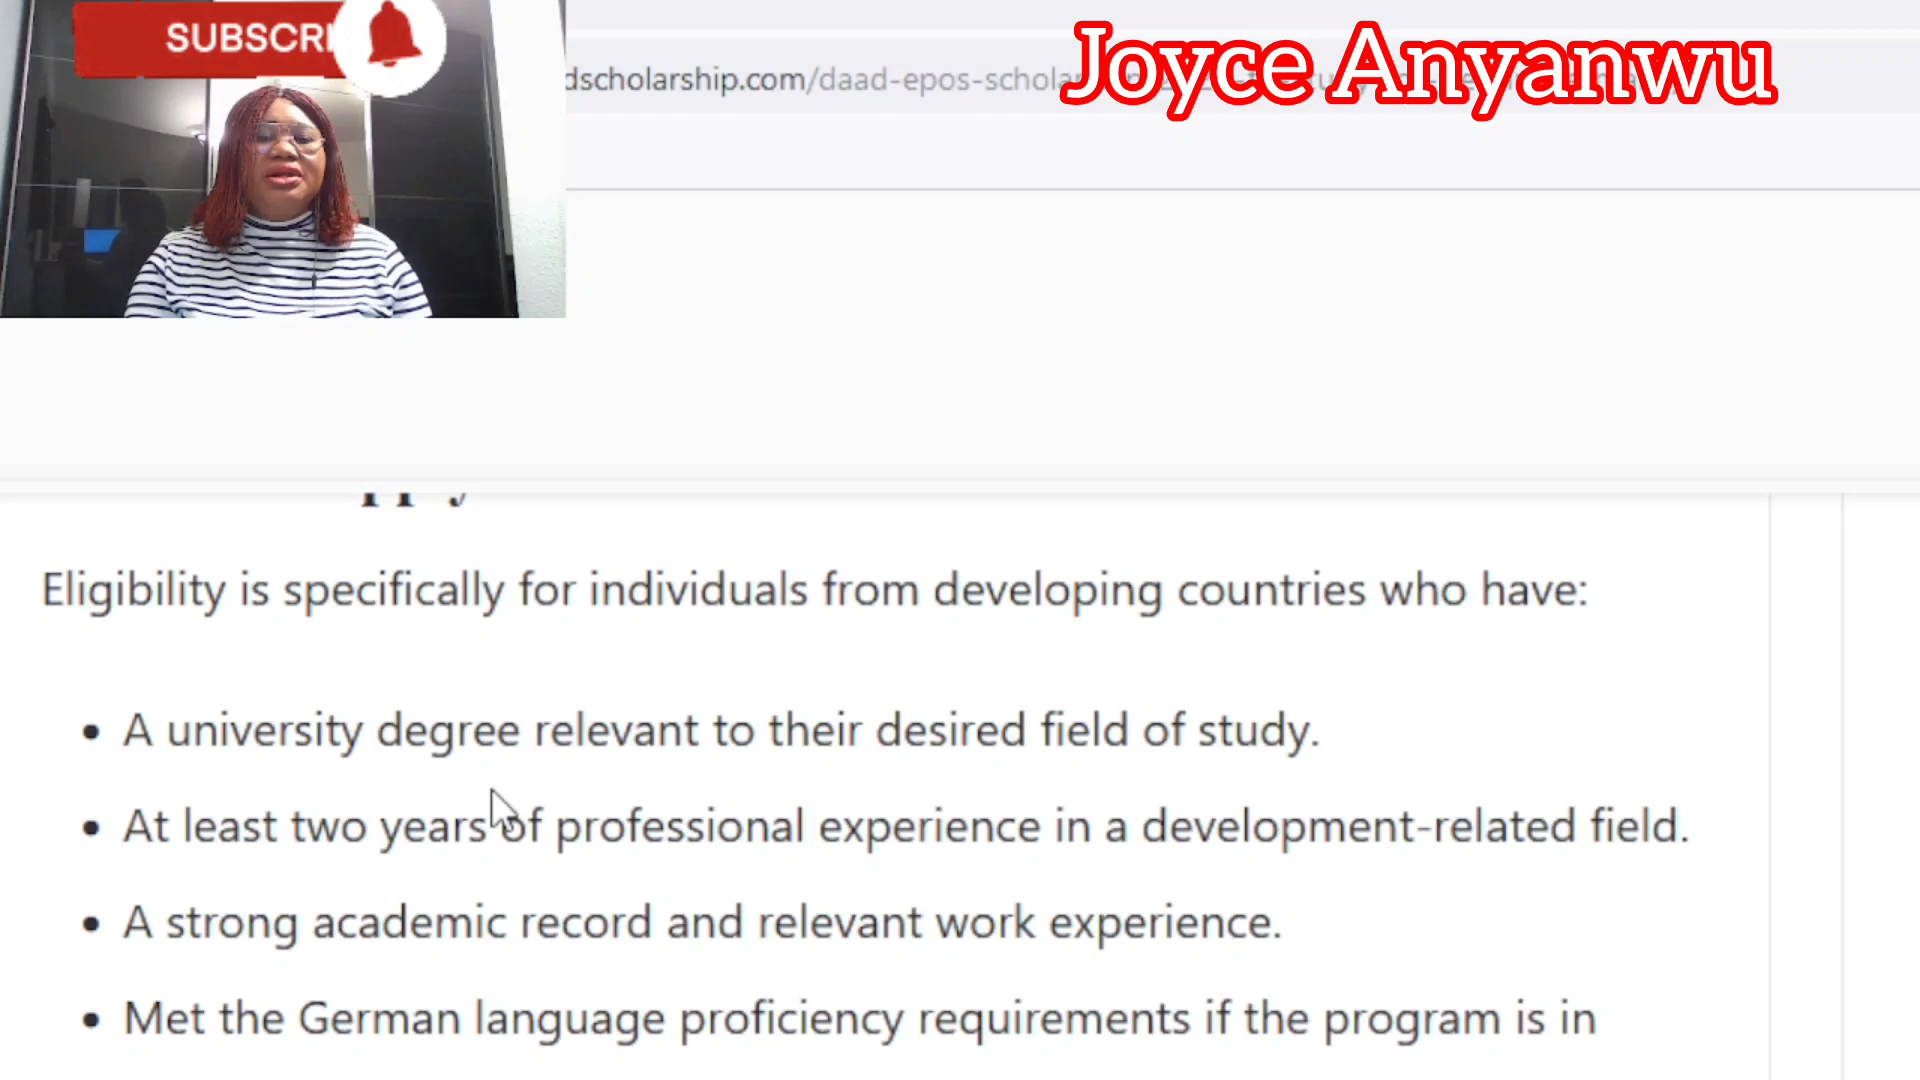 SUBSCRI
Joyce Anyanwu
dscholarship.com/daad-epos-schola
Eligibility is specifically for individuals from developing countries who have:
• A university degree relevant to their desired field of study.
• At least two years of professional experience in a development-related field.
• A strong academic record and relevant work experience.
• Met the German language proficiency requirements if the program is in